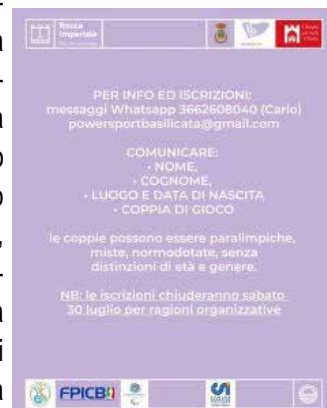 Rocca
Imperiale
PER INFO ED ISCRIZIONI:
messaggi Whatsapp 3662608040 (Carlo)
powersportbasilicata@gmail.com
COMUNICARE:
• NOME,
• COGNOME,
• LUOGO E DATA DI NASCITA
• COPPIA DI GIOCO
le coppie possono essere paralimpiche,
miste, normodotate, senza
distinzioni di età e genere.
NB: le iscrizioni chiuderanno sabato
30 luglio per ragioni organizzative
FPICB